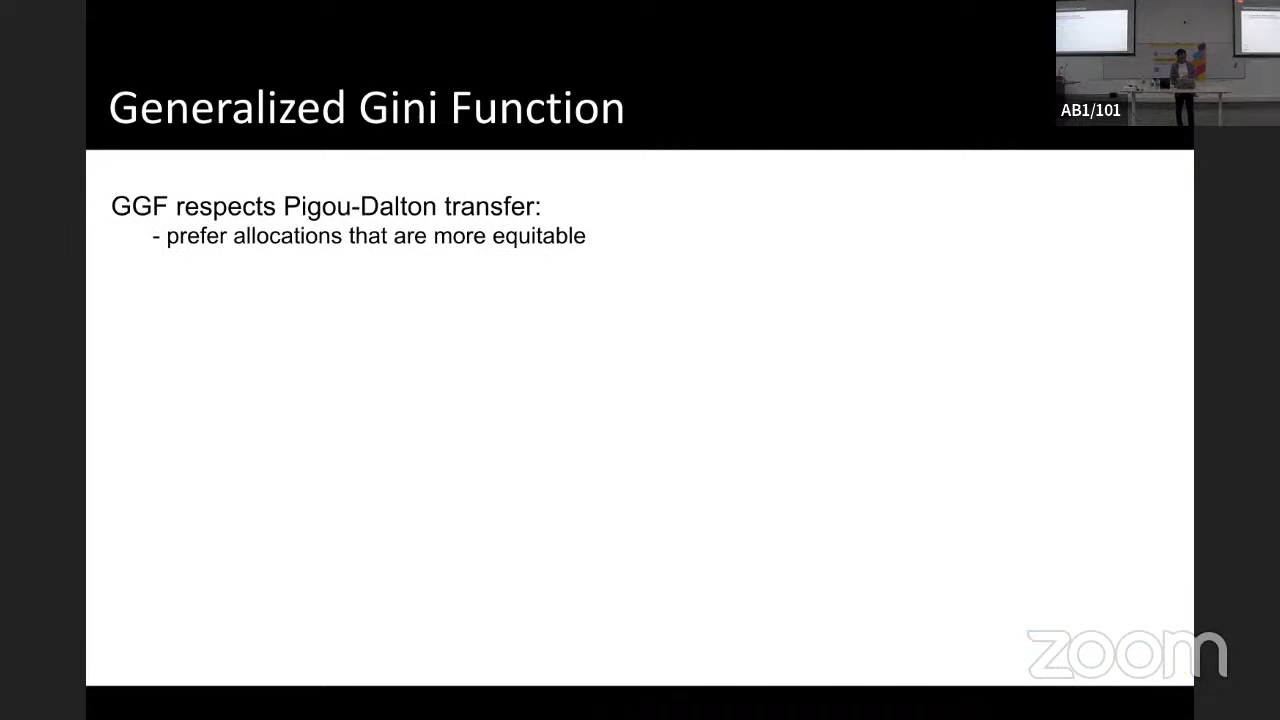 Generalized Gini Function
AB1/101
GGF respects Pigou-Dalton transfer:
- prefer allocations that are more equitable
zoom